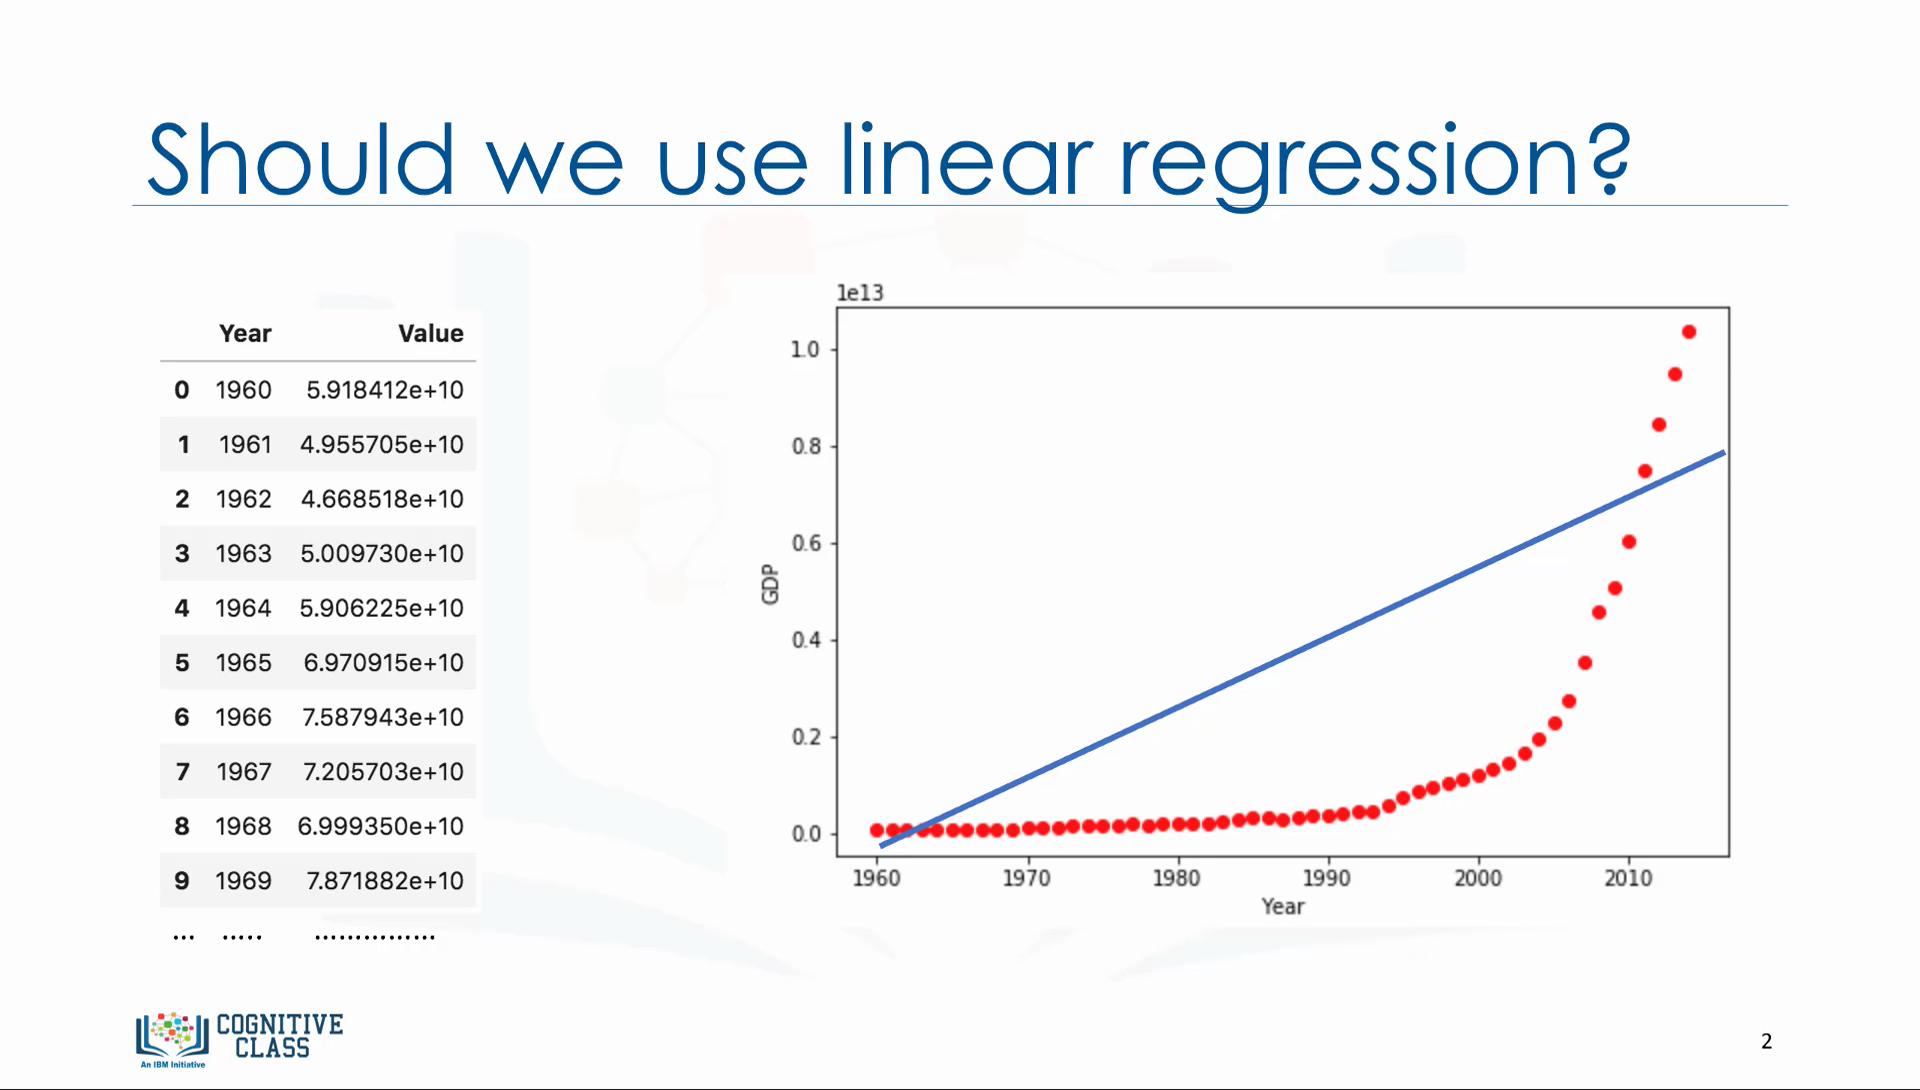 Should we use linear regression?
Year Value
0 1960 5.918412e+10
1 1961 4.955705e+10
2 1962 4.668518e+10
3 1963 5.009730e+10
4 1964 5.906225e+10
5 1965 6.970915e+10
6 1966 7.587943e+10
7 1967 7.205703e+10
8 1968 6.999350e+10
9 1969 7.871882e+10
... ..... ...............
1e13
1.0
0.8
0.6
0.4
0.2
0.0
GDP
1960 1970 1980 1990 2000 2010
Year
COGNITIVE
CLASS
An IBM Initiative
2